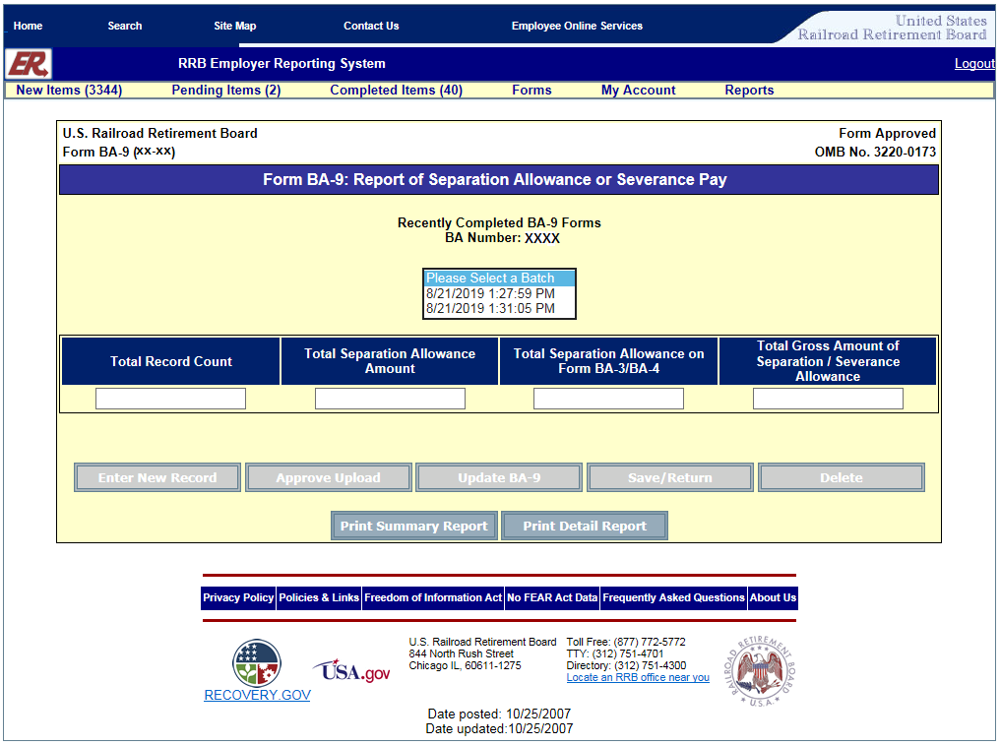 Home Search Site Map Contact Us Employee Online Services
United States
Railroad Retirement Board
ER
RRB Employer Reporting System Logout
New Items (3344) Pending Items (2) Completed Items (40) Forms My Account Reports
U.S. Railroad Retirement Board Form Approved
Form BA-9 (xx-xx) OMB No. 3220-0173
Form BA-9: Report of Separation Allowance or Severance Pay
Recently Completed BA-9 Forms
BA Number: XXXX
Please Select a Batch
8/21/2019 1:27:59 PM
8/21/2019 1:31:05 PM
Total Record Count
Total Separation Allowance
Amount
Total Separation Allowance on
Form BA-3/BA-4
Total Gross Amount of
Separation / Severance
Allowance
Enter New Record Approve Upload Update BA-9 Save/Return Delete
Print Summary Report Print Detail Report
Privacy Policy Policies & Links Freedom of Information Act No FEAR Act Data Frequently Asked Questions About Us
RECOVERY.GOV
USA.gov
U.S. Railroad Retirement Board
844 North Rush Street
Chicago IL, 60611-1275
Toll Free: (877) 772-5772
TTY: (312) 751-4701
Directory: (312) 751-4300
Locate an RRB office near you
RAILROAD RETIREMENT BOARD
U.S.A.
Date posted: 10/25/2007
Date updated:10/25/2007